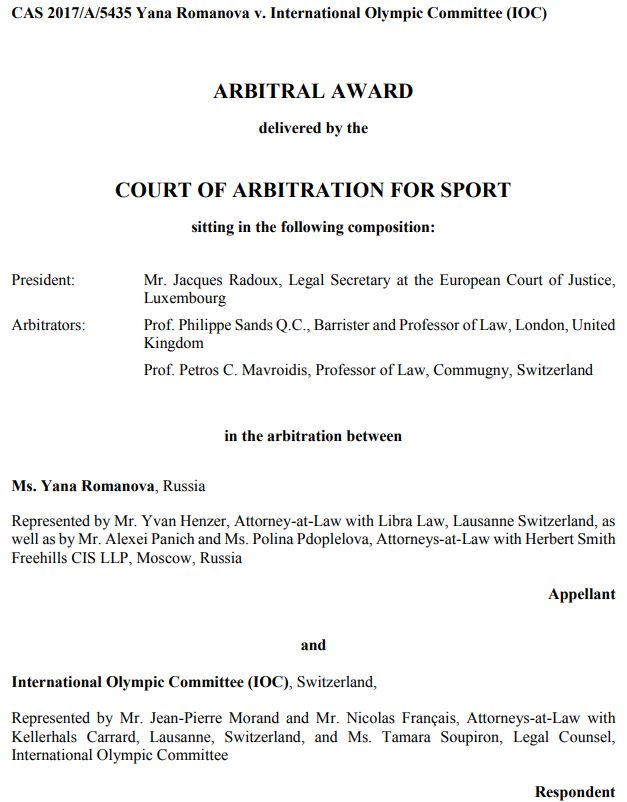 CAS 2017/A/5435 Yana Romanova v. International Olympic Committee (IOC)
ARBITRAL AWARD
delivered by the
COURT OF ARBITRATION FOR SPORT
sitting in the following composition:
President: Mr. Jacques Radoux, Legal Secretary at the European Court of Justice,
Luxembourg
Arbitrators: Prof. Philippe Sands Q.C., Barrister and Professor of Law, London, United
Kingdom
Prof. Petros C. Mavroidis, Professor of Law, Commugny, Switzerland
in the arbitration between
Ms. Yana Romanova, Russia
Represented by Mr. Yvan Henzer, Attorney-at-Law with Libra Law, Lausanne Switzerland, as
well as by Mr. Alexei Panich and Ms. Polina Pdoplelova, Attorneys-at-Law with Herbert Smith
Freehills CIS LLP, Moscow, Russia
Appellant
and
International Olympic Committee (IOC), Switzerland,
Represented by Mr. Jean-Pierre Morand and Mr. Nicolas Français, Attorneys-at-Law with
Kellerhals Carrard, Lausanne, Switzerland, and Ms. Tamara Soupiron, Legal Counsel,
International Olympic Committee
Respondent